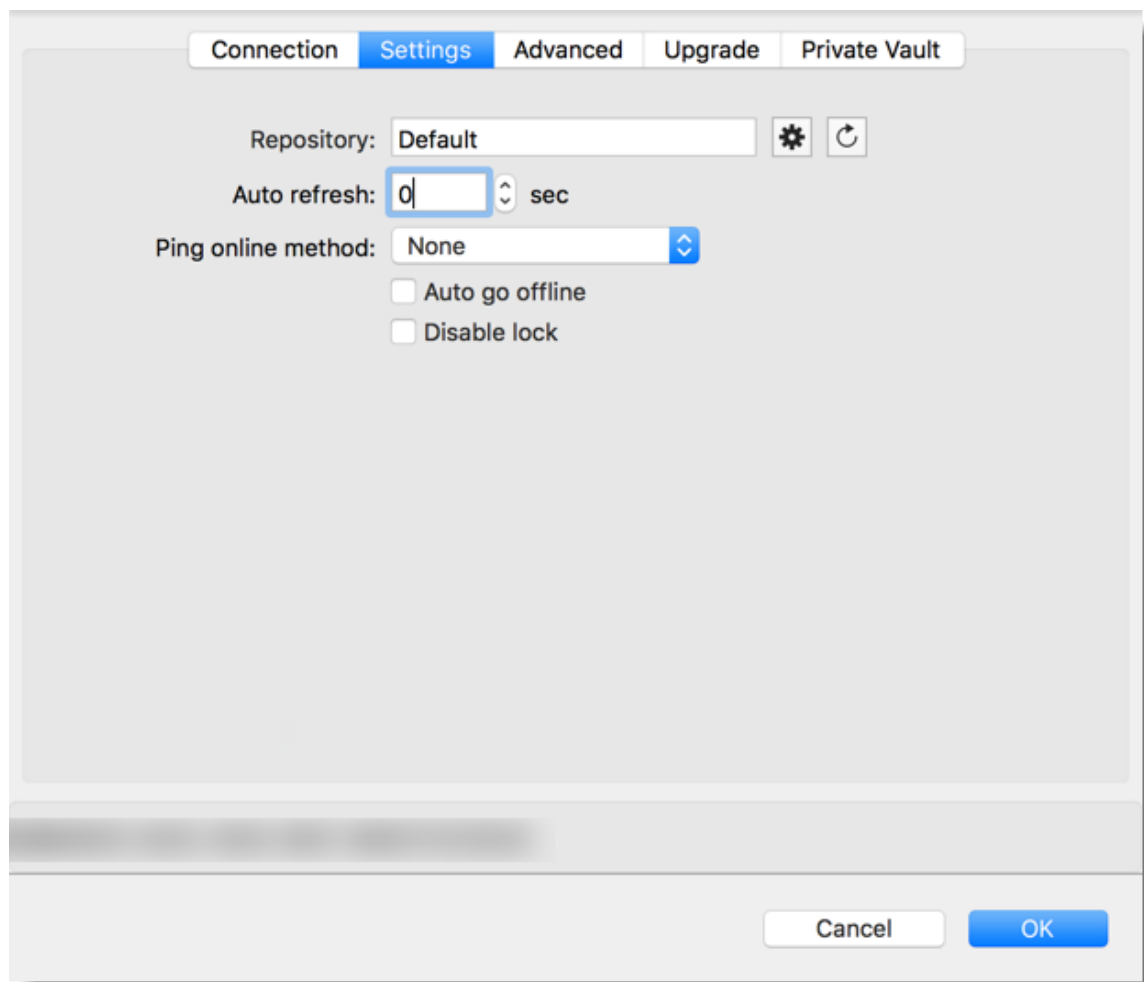 Connection Settings Advanced Upgrade Private Vault
Repository: Default
Auto refresh: 0 sec
Ping online method: None
Auto go offline
Disable lock
Cancel OK